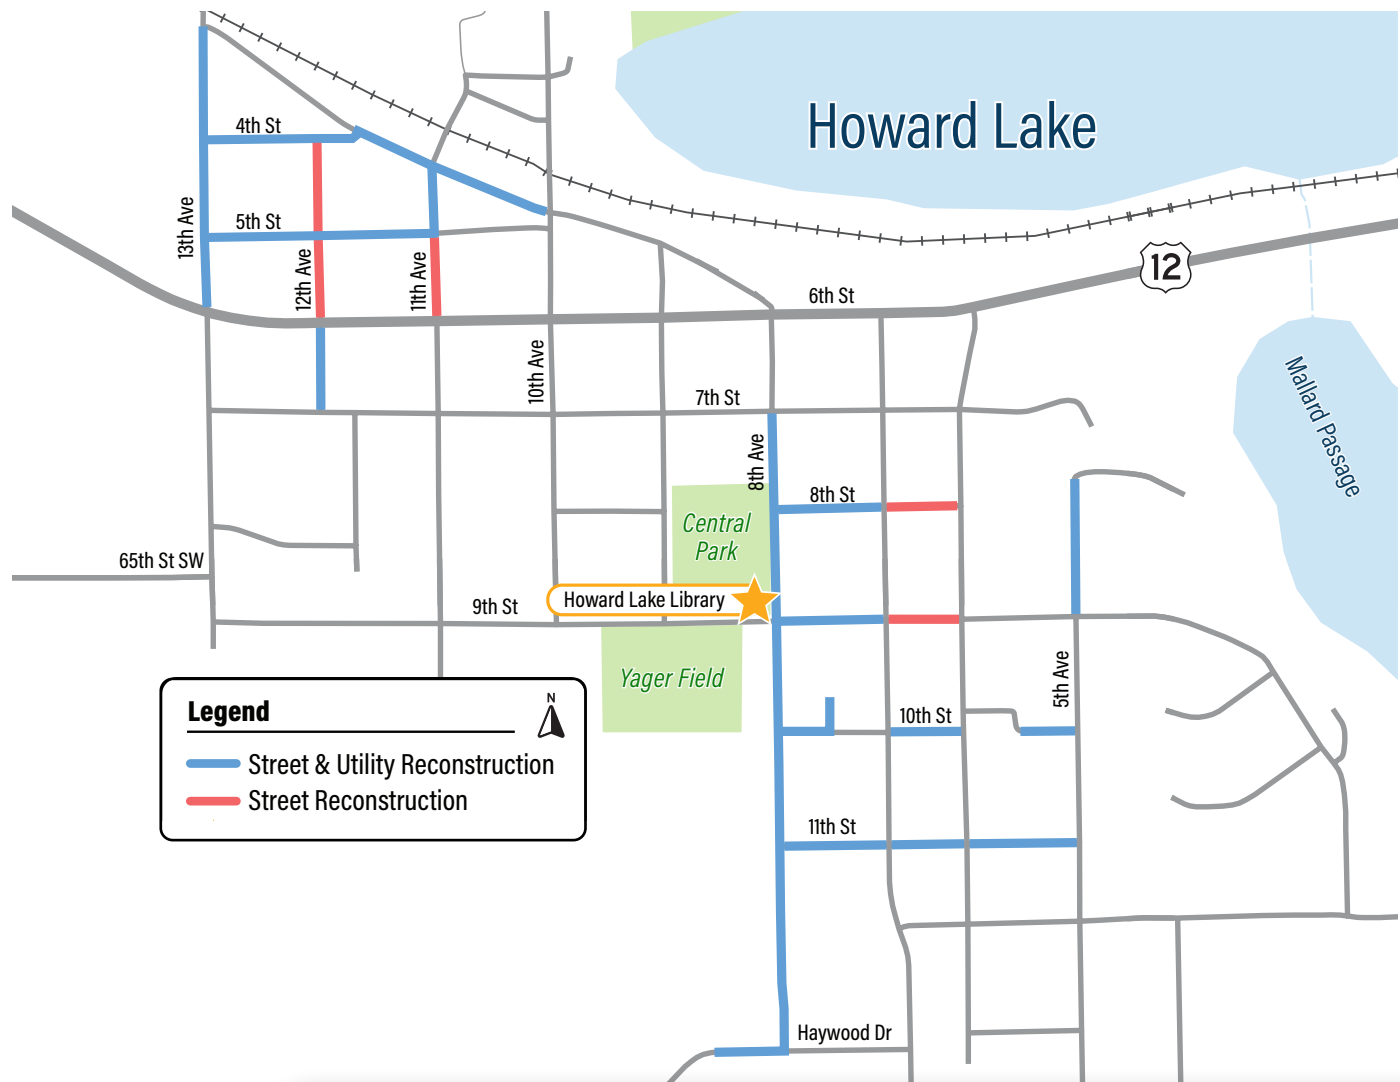 Howard Lake
4th St
13th Ave
5th St
12th Ave
11th Ave
12
6th St
10th Ave
7th St
Mallard Passage
8th Ave
8th St
Central
Park
65th St SW
Howard Lake Library
9th St
5th Ave
Yager Field
10th St
Legend
N
Street & Utility Reconstruction
Street Reconstruction
11th St
Haywood Dr